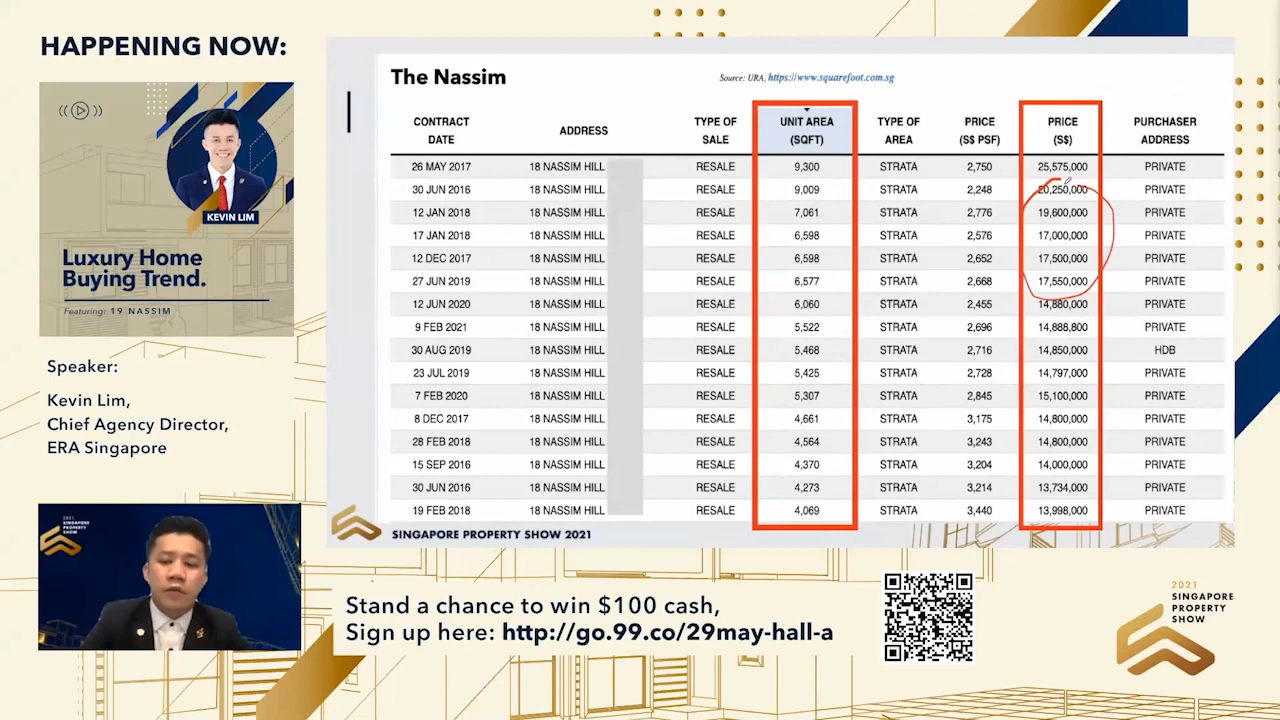 HAPPENING NOW:
KEVIN LIM
Luxury Home
Buying Trend.
Featuring: 19 NASSIM
Speaker:
Kevin Lim,
Chief Agency Director,
ERA Singapore
2021
SINGAPORE
PROPERTY
SHOW
The Nassim
Source: URA, https://www.squarefoot.com.sg
CONTRACT DATE ADDRESS TYPE OF SALE UNIT AREA (SQFT) TYPE OF AREA PRICE (S$ PSF) PRICE (S$) PURCHASER ADDRESS
26 MAY 2017 18 NASSIM HILL RESALE 9,300 STRATA 2,750 25,575,000 PRIVATE
30 JUN 2016 18 NASSIM HILL RESALE 9,009 STRATA 2,248 20,250,000 PRIVATE
12 JAN 2018 18 NASSIM HILL RESALE 7,061 STRATA 2,776 19,600,000 PRIVATE
17 JAN 2018 18 NASSIM HILL RESALE 6,598 STRATA 2,576 17,000,000 PRIVATE
12 DEC 2017 18 NASSIM HILL RESALE 6,598 STRATA 2,652 17,500,000 PRIVATE
27 JUN 2019 18 NASSIM HILL RESALE 6,577 STRATA 2,668 17,550,000 PRIVATE
12 JUN 2020 18 NASSIM HILL RESALE 6,060 STRATA 2,455 14,880,000 PRIVATE
9 FEB 2021 18 NASSIM HILL RESALE 5,522 STRATA 2,696 14,888,800 PRIVATE
30 AUG 2019 18 NASSIM HILL RESALE 5,468 STRATA 2,716 14,850,000 HDB
23 JUL 2019 18 NASSIM HILL RESALE 5,425 STRATA 2,728 14,797,000 PRIVATE
7 FEB 2020 18 NASSIM HILL RESALE 5,307 STRATA 2,845 15,100,000 PRIVATE
8 DEC 2017 18 NASSIM HILL RESALE 4,661 STRATA 3,175 14,800,000 PRIVATE
28 FEB 2018 18 NASSIM HILL RESALE 4,564 STRATA 3,243 14,800,000 PRIVATE
15 SEP 2016 18 NASSIM HILL RESALE 4,370 STRATA 3,204 14,000,000 PRIVATE
30 JUN 2016 18 NASSIM HILL RESALE 4,273 STRATA 3,214 13,734,000 PRIVATE
19 FEB 2018 18 NASSIM HILL RESALE 4,069 STRATA 3,440 13,998,000 PRIVATE
SINGAPORE PROPERTY SHOW 2021
Stand a chance to win $100 cash,
Sign up here: http://go.99.co/29may-hall-a
2021
SINGAPORE
PROPERTY
SHOW